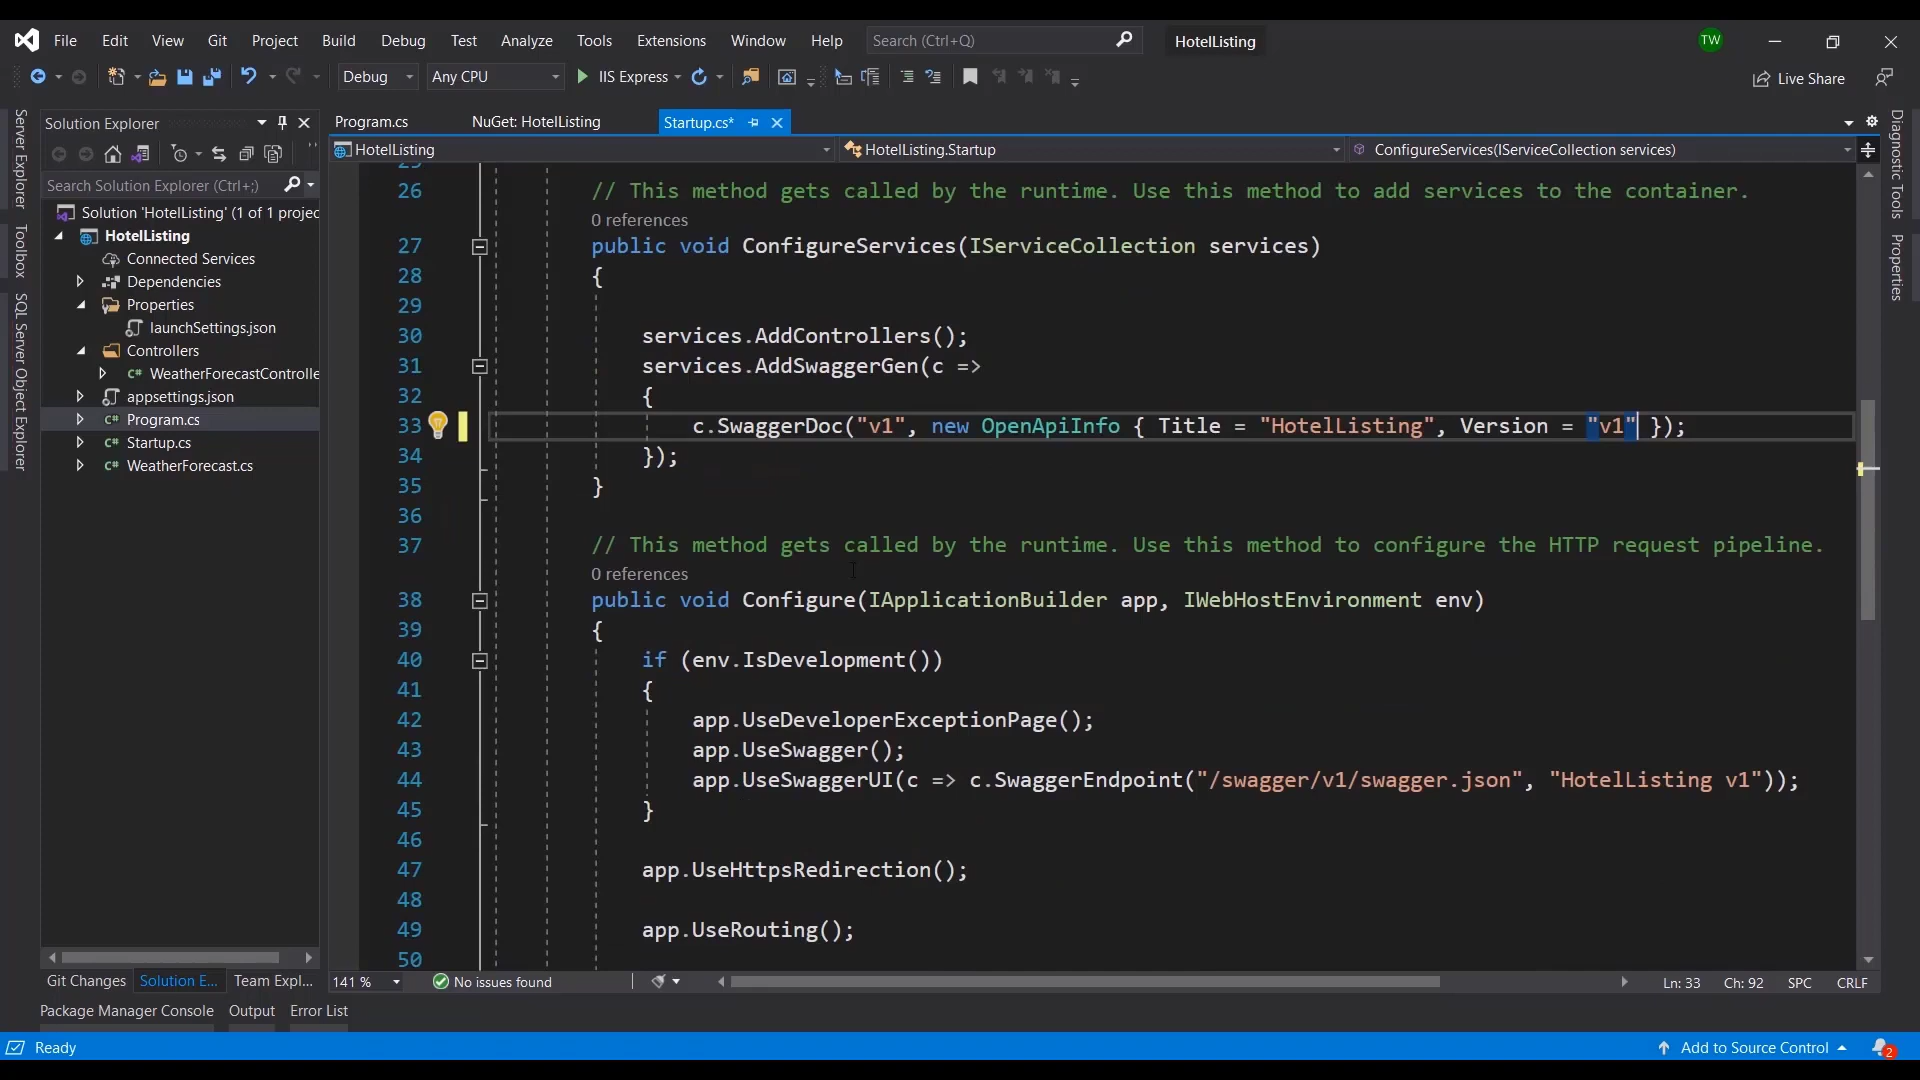 File Edit View Git Project Build Debug Test Analyze Tools Extensions Window Help Search (Ctrl+Q) HotelListing TW
Debug Any CPU IIS Express Live Share
Server Explorer
Toolbox
SQL Server Object Explorer
Solution Explorer
Search Solution Explorer (Ctrl+;)
Solution 'HotelListing' (1 of 1 projec
HotelListing
Connected Services
Dependencies
Properties
launchSettings.json
Controllers
C# WeatherForecastControlle
appsettings.json
C# Program.cs
C# Startup.cs
C# WeatherForecast.cs
Git Changes Solution E... Team Expl...
Program.cs NuGet: HotelListing Startup.cs*
HotelListing HotelListing.Startup ConfigureServices(IServiceCollection services)
25
26 // This method gets called by the runtime. Use this method to add services to the container.
0 references
27 public void ConfigureServices(IServiceCollection services)
28 {
29
30 services.AddControllers();
31 services.AddSwaggerGen(c =>
32 {
33 c.SwaggerDoc("v1", new OpenApiInfo { Title = "HotelListing", Version = "v1" });
34 });
35 }
36
37 // This method gets called by the runtime. Use this method to configure the HTTP request pipeline.
0 references
38 public void Configure(IApplicationBuilder app, IWebHostEnvironment env)
39 {
40 if (env.IsDevelopment())
41 {
42 app.UseDeveloperExceptionPage();
43 app.UseSwagger();
44 app.UseSwaggerUI(c => c.SwaggerEndpoint("/swagger/v1/swagger.json", "HotelListing v1"));
45 }
46
47 app.UseHttpsRedirection();
48
49 app.UseRouting();
50
141 % No issues found Ln: 33 Ch: 92 SPC CRLF
Diagnostic Tools
Properties
Package Manager Console Output Error List
Ready Add to Source Control 2